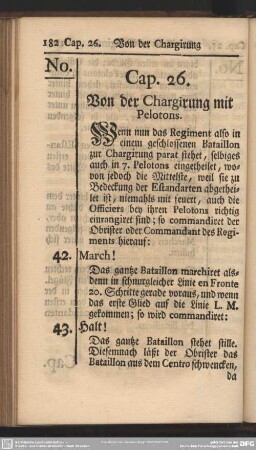 182 Cap. 26. Von der Chargirung
No.
Cap. 26.
Von der Chargirung mit
Pelotons.
Wenn nun das Regiment also in
einem geschlossenen Bataillon
zur Chargirung parat stehet, selbiges
auch in 7. Pelotons eingetheilet, wo-
von jedoch die Mittelste, weil sie zu
Bedeckung der Estandarten abgethei-
let ist, niemahls mit feuert, auch die
Officiers bey ihren Pelotons richtig
einrangiret sind; so commandiret der
Obrister oder Commandant des Regi-
ments hierauf:
42. March!
Das gantze Bataillon marchiret als-
denn in schnurgleicher Linie en Fronte
20. Schritte gerade voraus, und wenn
das erste Glied auf die Linie L. M.
gekommen; so wird commandiret:
43. Halt!
Das gantze Bataillon stehet stille.
Diesemnach läst der Obrister das
Bataillon aus dem Centro schwencken,
da